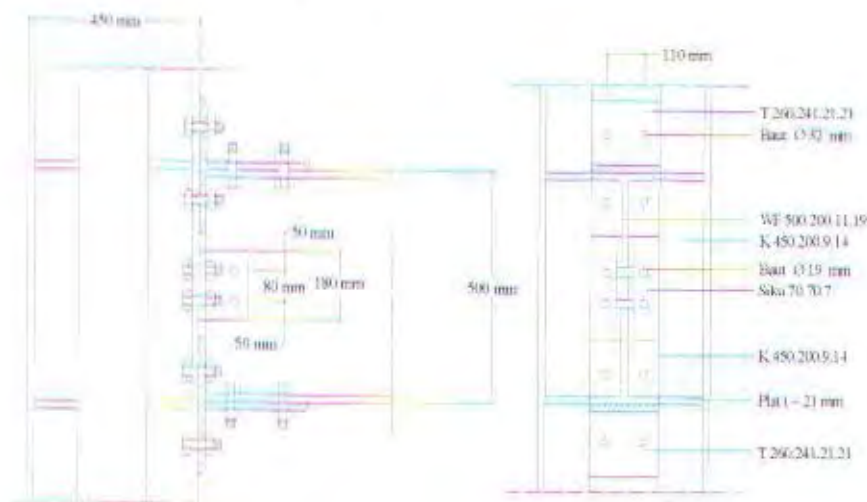 450 mm
110 mm
T 260.241.21.21
Baut Ø 32 mm
50 mm
WF 500.200.11.19
K 450.200.9.14
80 mm
180 mm
500 mm
Baut Ø 19 mm
Siku 70.70.7
50 mm
K 450.200.9.14
Plat t = 21 mm
T 260.241.21.21